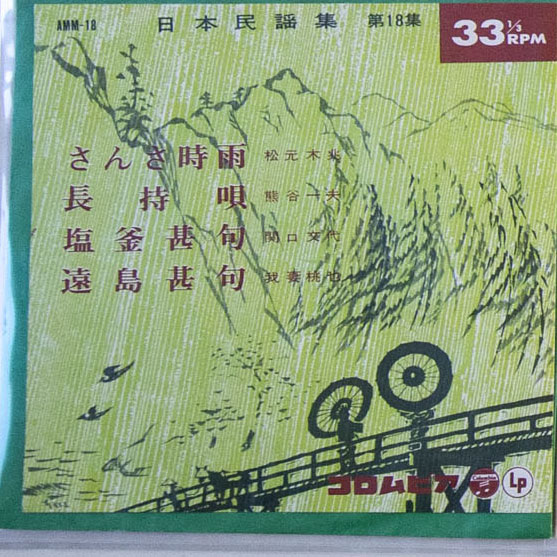 AMM-18 日本民謡集 第18集 33⅓RPM
さんさ時雨 松元木兆
長持唄 熊谷一夫
塩釜甚句 関口文代
遠島甚句 我妻桃也
コロムビア Columbia LP